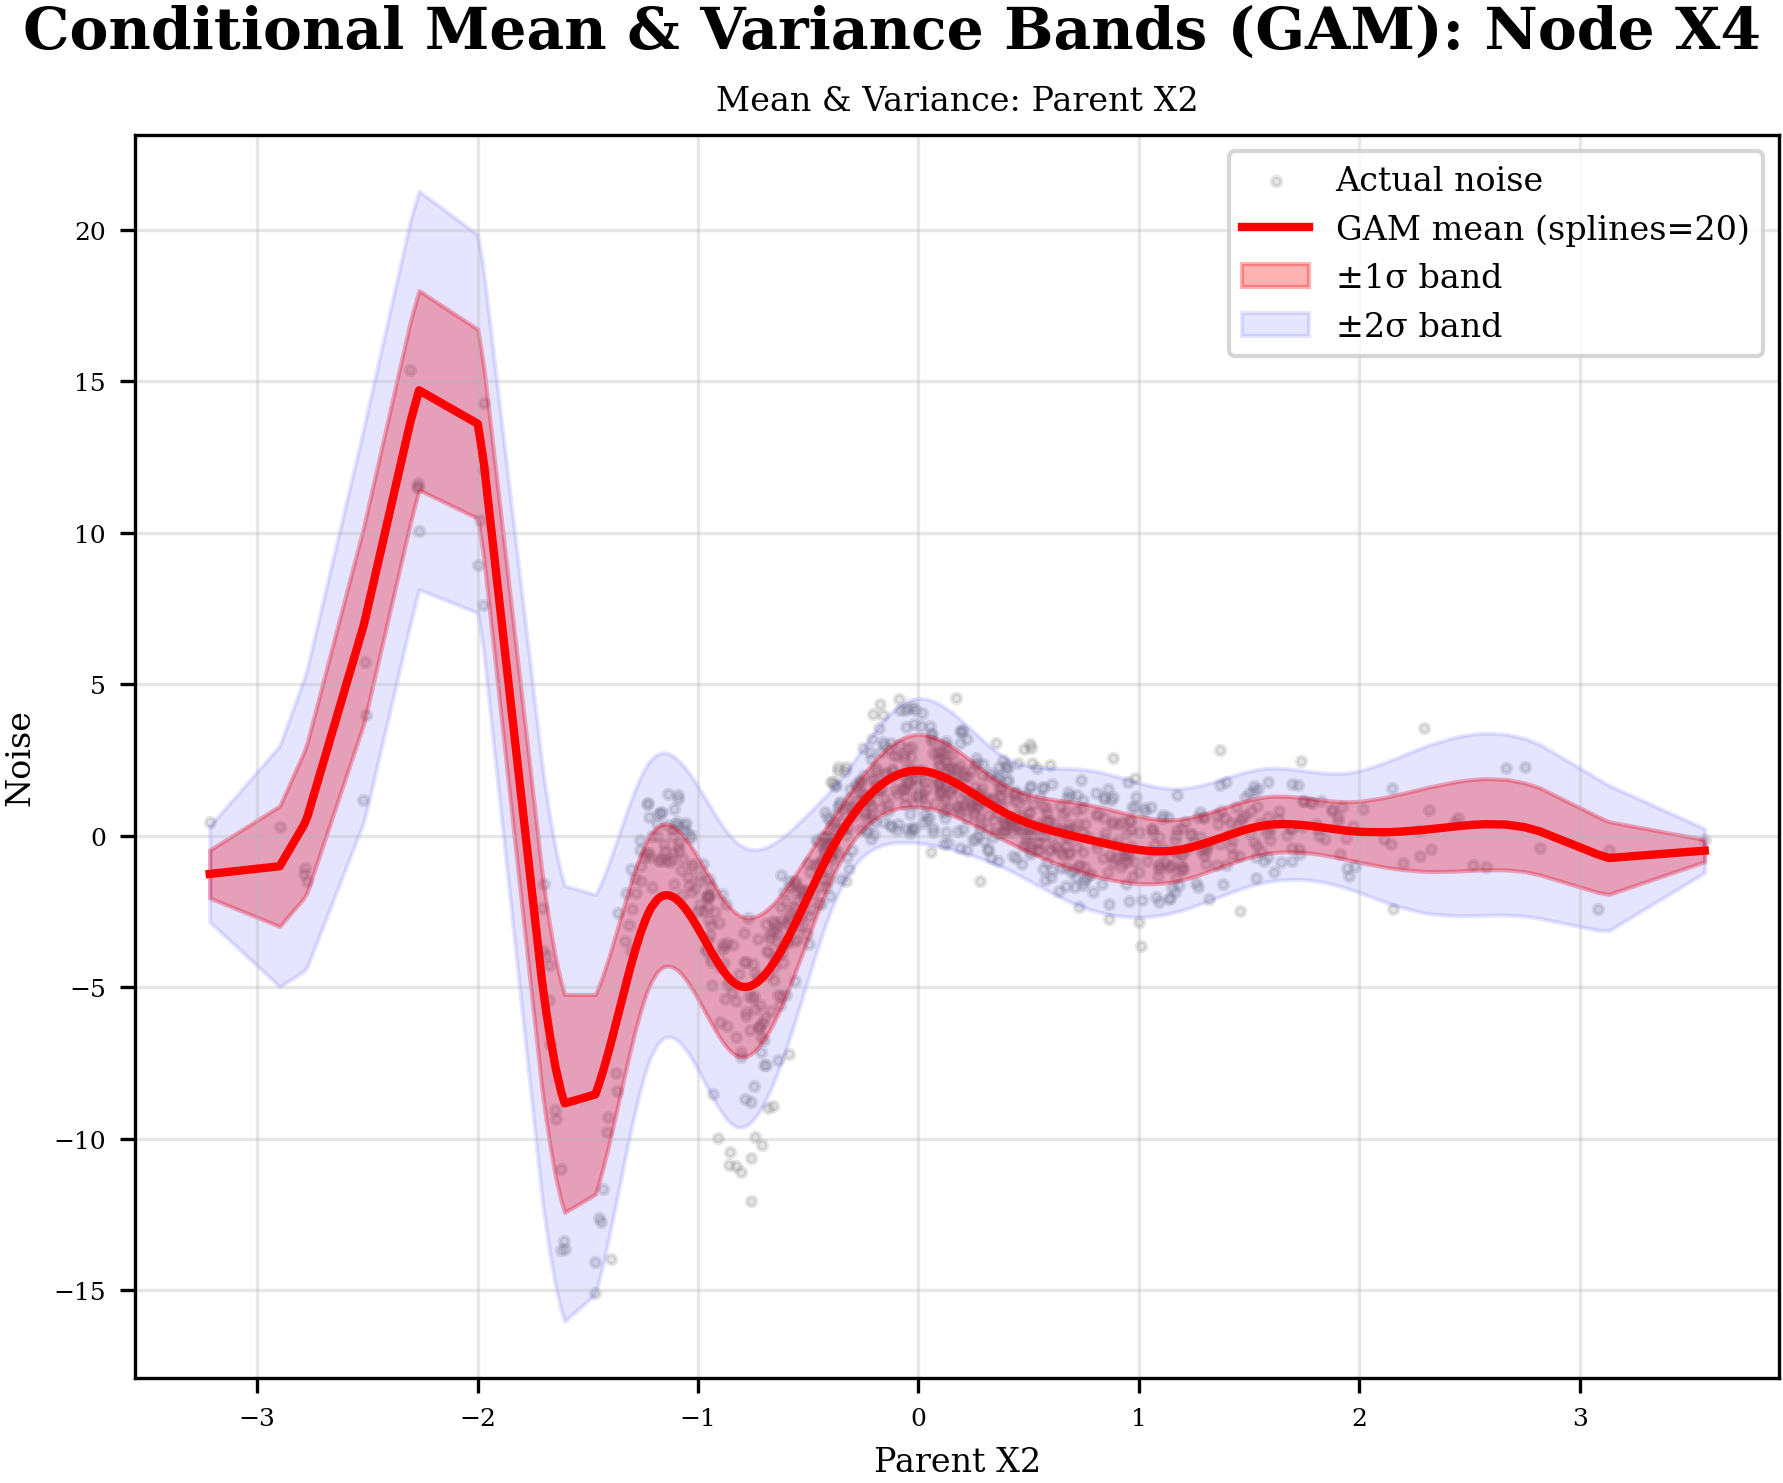 Conditional Mean & Variance Bands (GAM): Node X4
Mean & Variance: Parent X2
Actual noise
GAM mean (splines=20)
±1σ band
±2σ band
20
15
10
5
0
−5
−10
−15
Noise
−3
−2
−1
0
1
2
3
Parent X2